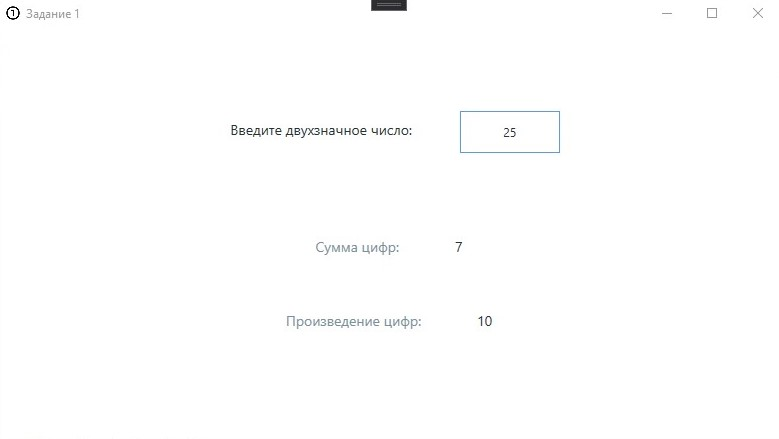 Задание 1
Введите двухзначное число: 25
Сумма цифр: 7
Произведение цифр: 10